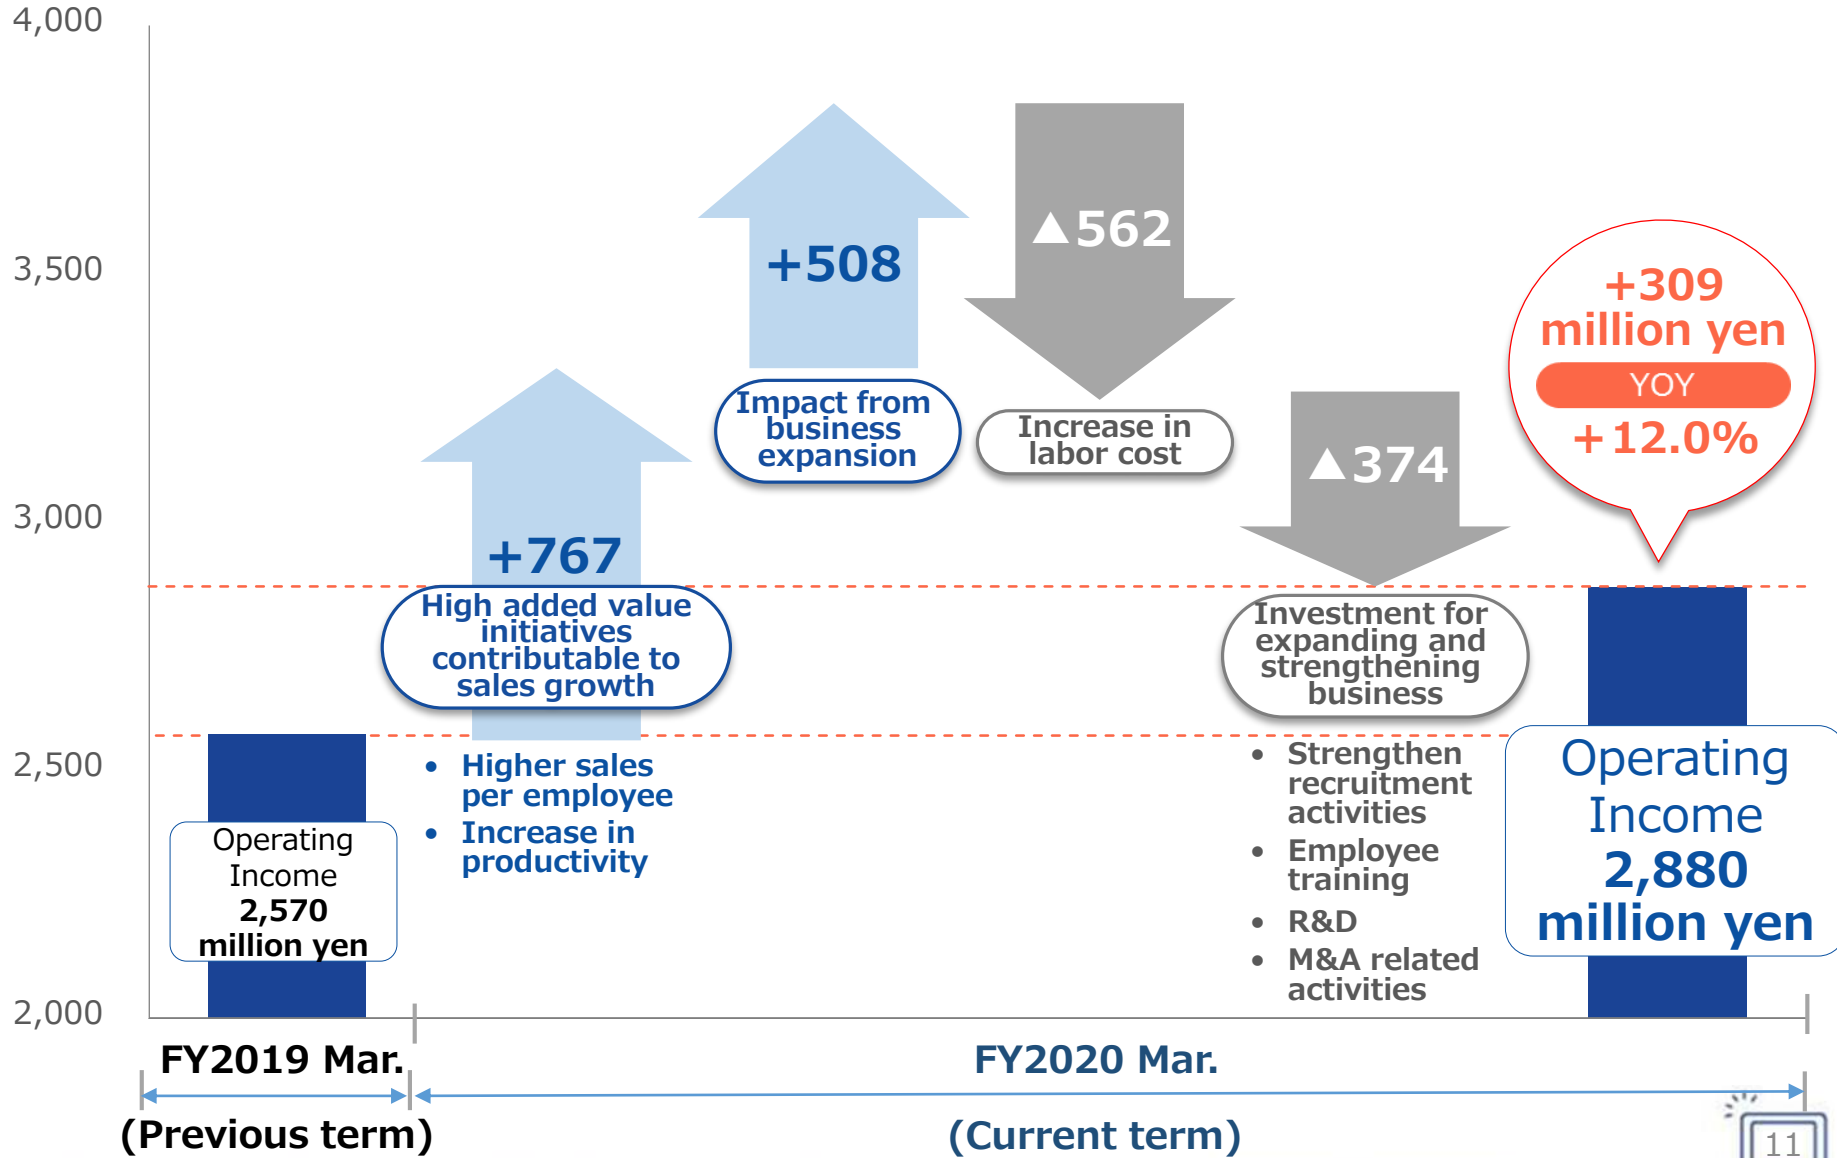 4,000
3,500
3,000
2,500
2,000
+767
High added value
initiatives
contributable to
sales growth
• Higher sales
per employee
• Increase in
productivity
+508
Impact from
business
expansion
▲562
Increase in
labor cost
▲374
Investment for
expanding and
strengthening
business
• Strengthen
recruitment
activities
• Employee
training
• R&D
• M&A related
activities
+309
million yen
YOY
+12.0%
Operating
Income
2,570
million yen
Operating
Income
2,880
million yen
FY2019 Mar.
(Previous term)
FY2020 Mar.
(Current term)
11